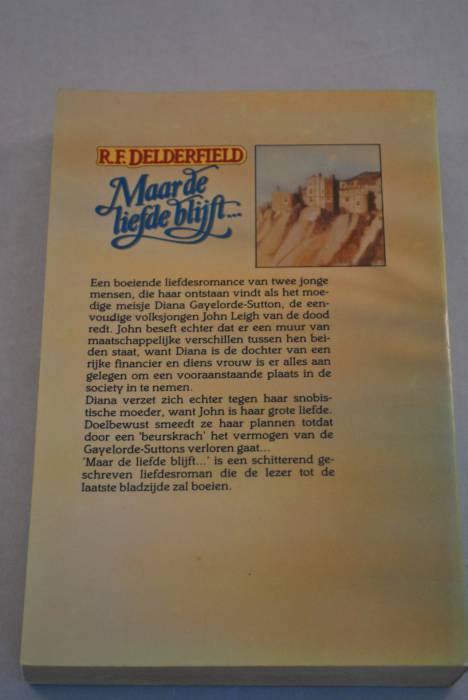 R.F. DELDERFIELD
Maar de
liefde blijft...
Een boeiende liefdesromance van twee jonge
mensen, die haar ontstaan vindt als het moe-
dige meisje Diana Gayelorde-Sutton, de een-
voudige volksjongen John Leigh van de dood
redt. John beseft echter dat er een muur van
maatschappelijke verschillen tussen hen bei-
den staat, want Diana is de dochter van een
rijke financier en diens vrouw is er alles aan
gelegen om een vooraanstaande plaats in de
society in te nemen.
Diana verzet zich echter tegen haar snobis-
tische moeder, want John is haar grote liefde.
Doelbewust smeedt ze haar plannen totdat
door een 'beurskrach' het vermogen van de
Gayelorde-Suttons verloren gaat...
'Maar de liefde blijft...' is een schitterend ge-
schreven liefdesroman die de lezer tot de
laatste bladzijde zal boeien.